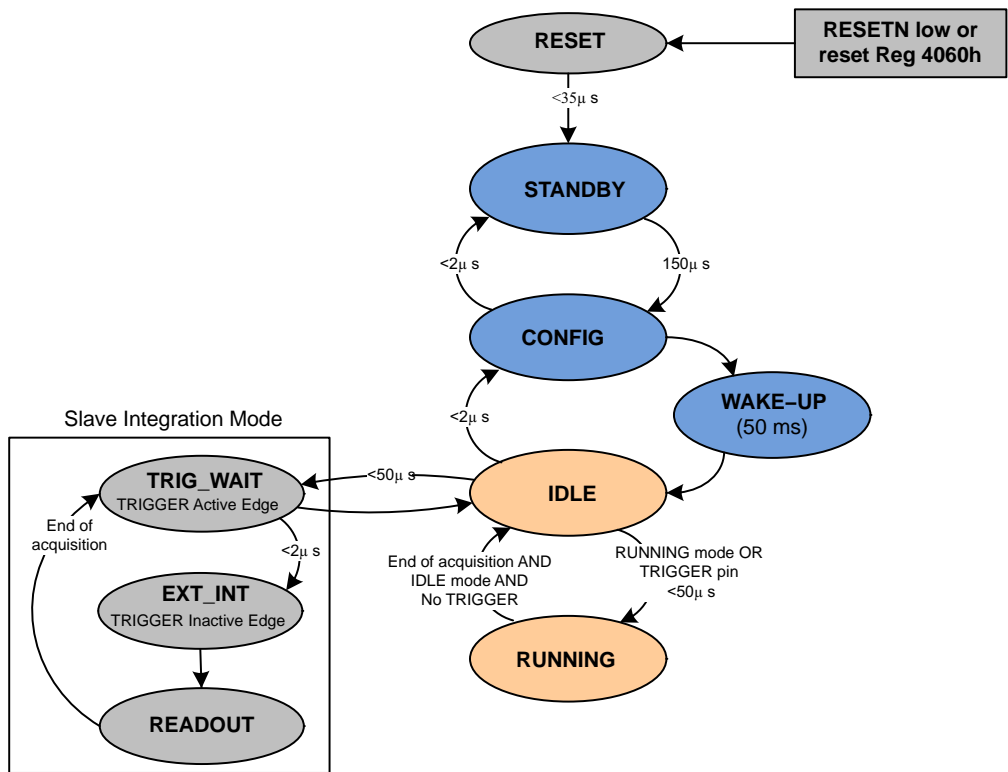 RESET
RESETN low or
reset Reg 4060h
<35μ s
STANDBY
<2μ s
150μ s
CONFIG
WAKE−UP
(50 ms)
<2μ s
Slave Integration Mode
TRIG_WAIT
TRIGGER Active Edge
<50μ s
IDLE
End of
acquisition
<2μ s
EXT_INT
TRIGGER Inactive Edge
READOUT
End of acquisition AND
IDLE mode AND
No TRIGGER
RUNNING mode OR
TRIGGER pin
<50μ s
RUNNING